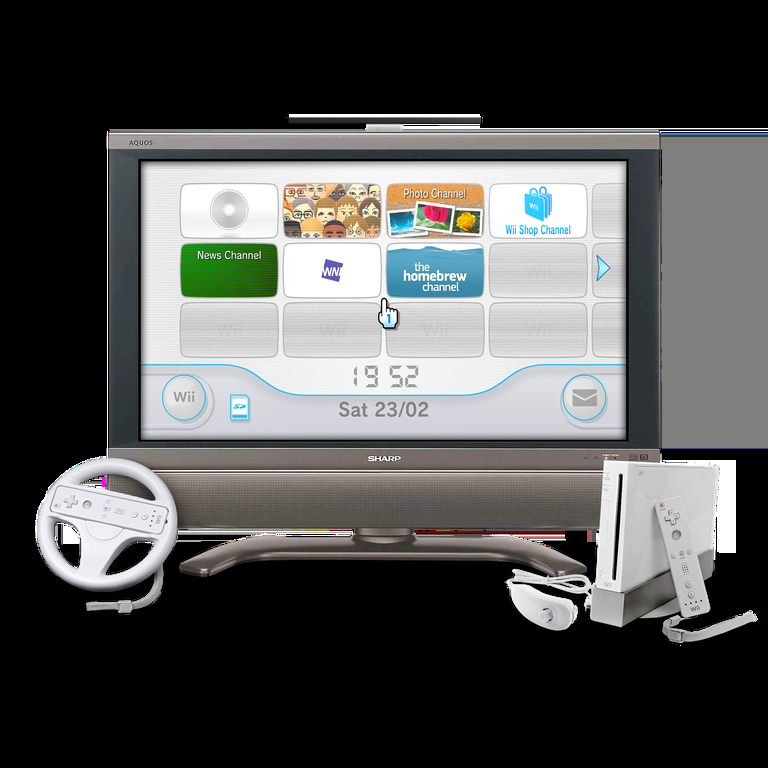 AQUOS
Photo Channel
Wii
Wii Shop Channel
News Channel
WN
the
homebrew
channel
Wii
1
Wii
Wii
Wii
Wii
19 52
Wii
SD
Sat 23/02
SHARP
Wii
Wii